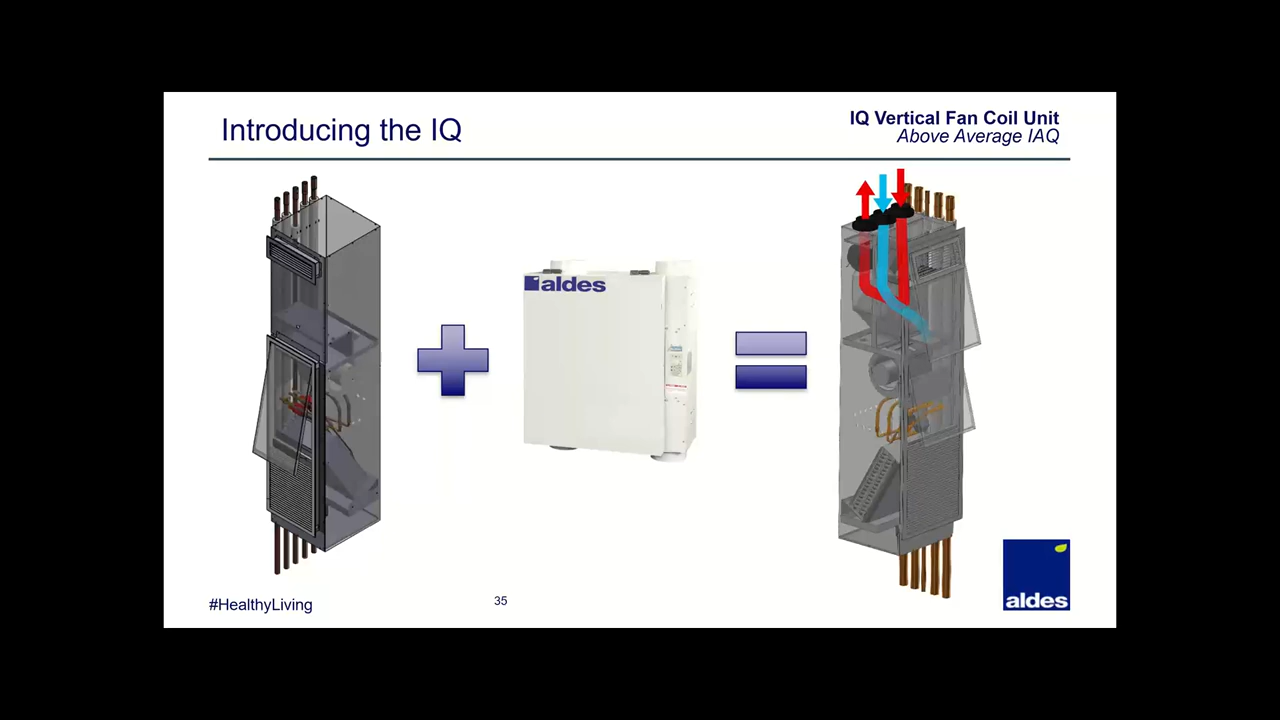 Introducing the IQ
IQ Vertical Fan Coil Unit
Above Average IAQ
aldes
#HealthyLiving
35
aldes